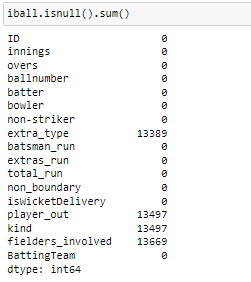 iball.isnull().sum()
ID 0
innings 0
overs 0
ballnumber 0
batter 0
bowler 0
non-striker 0
extra_type 13389
batsman_run 0
extras_run 0
total_run 0
non_boundary 0
isWicketDelivery 0
player_out 13497
kind 13497
fielders_involved 13669
BattingTeam 0
dtype: int64